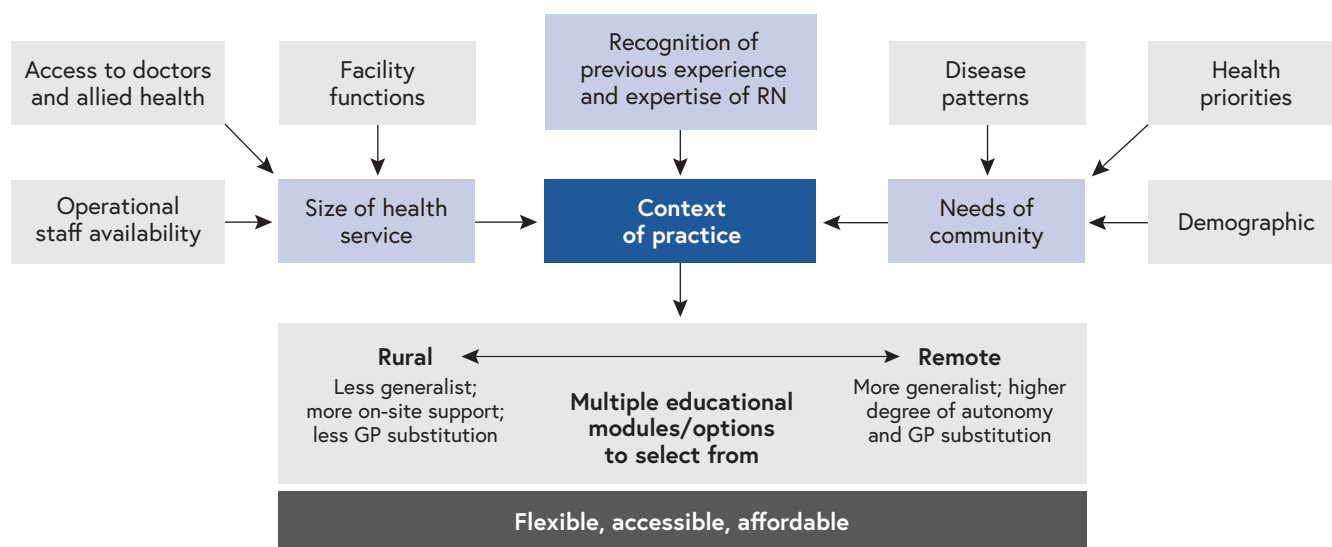 Access to doctors
and allied health
Facility
functions
Recognition of
previous experience
and expertise of RN
Disease
patterns
Health
priorities
Operational
staff availability
Size of health
service
Context
of practice
Needs of
community
Demographic
Rural
Less generalist;
more on-site support;
less GP substitution
Multiple educational
modules/options
to select from
Remote
More generalist; higher
degree of autonomy
and GP substitution
Flexible, accessible, affordable